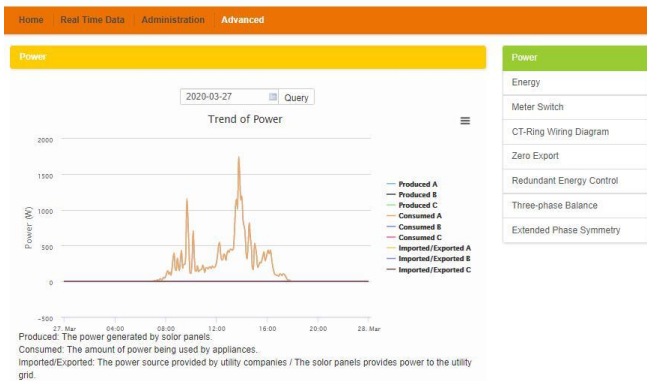 Home Real Time Data Administration Advanced
Power
2020-03-27 Query
Trend of Power
2000
1500
1000
500
0
-500
Power (W)
27. Mar 04:00 08:00 12:00 16:00 20:00 28. Mar
Produced A
Produced B
Produced C
Consumed A
Consumed B
Consumed C
Imported/Exported A
Imported/Exported B
Imported/Exported C
Produced: The power generated by solor panels.
Consumed: The amount of power being used by appliances.
Imported/Exported: The power source provided by utility companies / The solor panels provides power to the utility
grid.
Power
Energy
Meter Switch
CT-Ring Wiring Diagram
Zero Export
Redundant Energy Control
Three-phase Balance
Extended Phase Symmetry